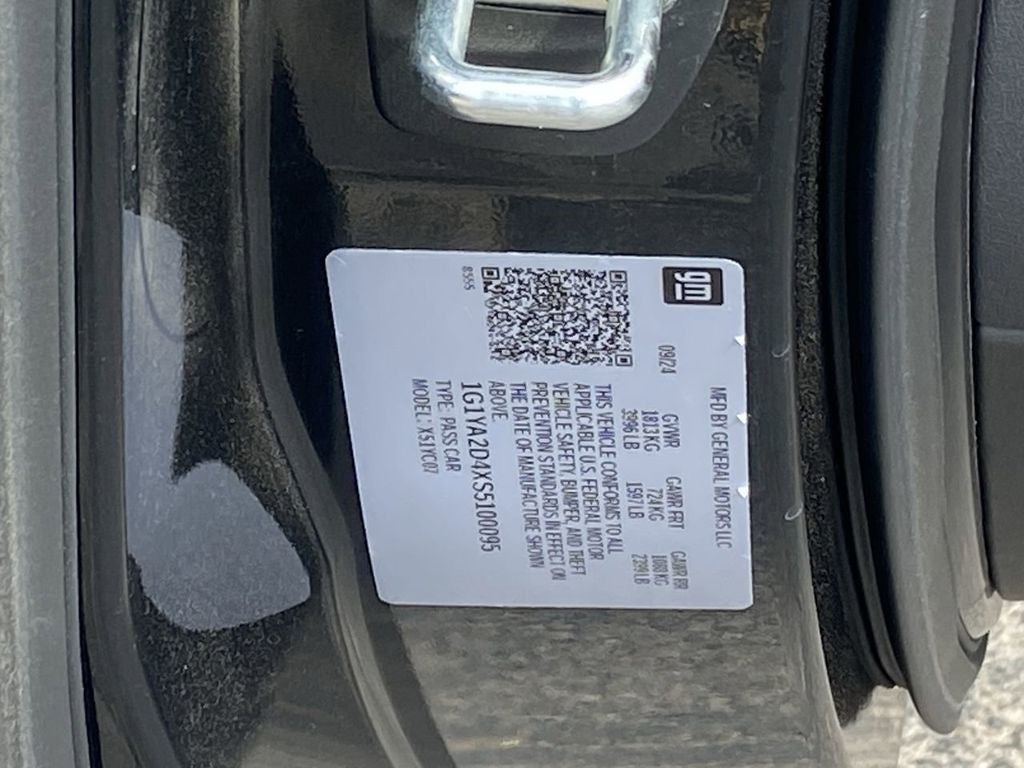 gm
MFD BY GENERAL MOTORS LLC
09/24
GVWR GAWR FRT GAWR RR
1813 KG 724 KG 1088 KG
3996 LB 1597 LB 2399 LB
THIS VEHICLE CONFORMS TO ALL
APPLICABLE U.S. FEDERAL MOTOR
VEHICLE SAFETY, BUMPER, AND THEFT
PREVENTION STANDARDS IN EFFECT ON
THE DATE OF MANUFACTURE SHOWN
ABOVE.
1G1YA2D4XS5100095
TYPE: PASS CAR
MODEL: X51YC07
8555